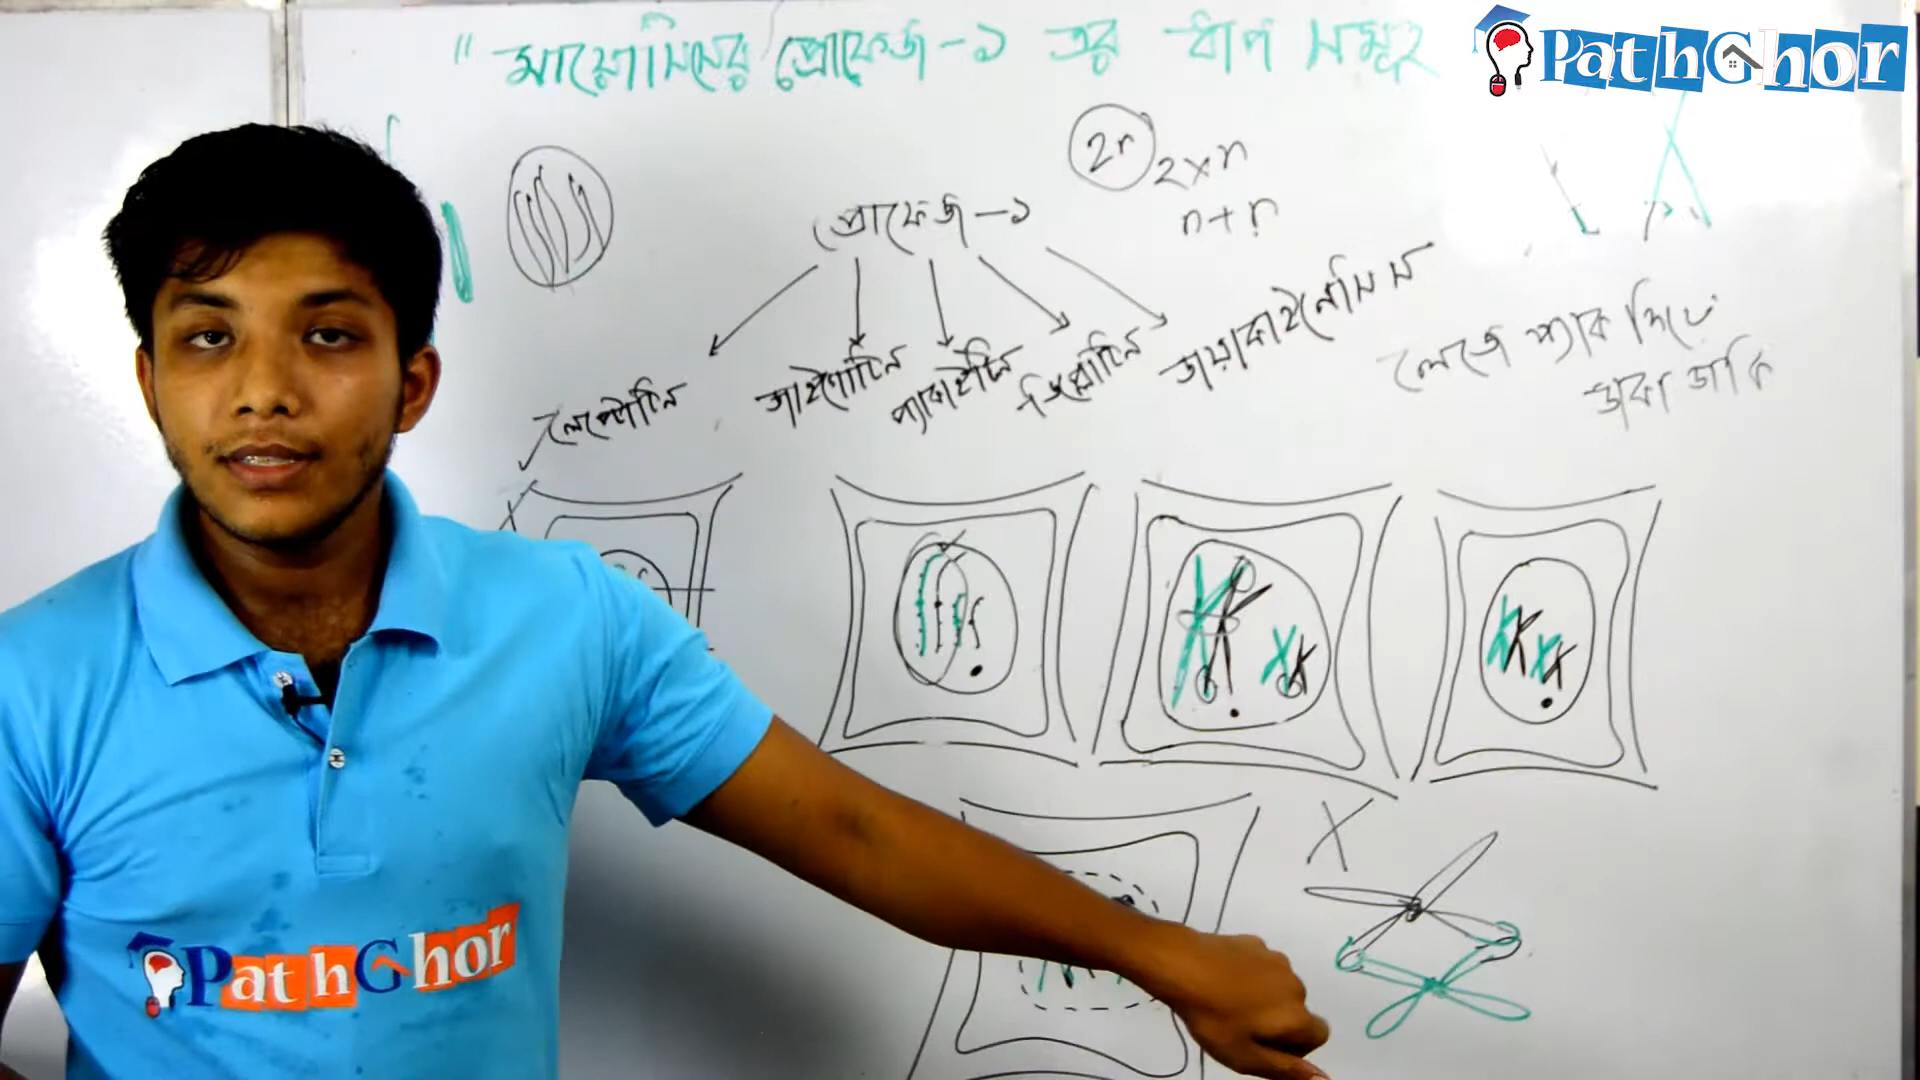 " মায়োসিসের প্রোফেজ-১ এর ধাপ সমূহ
PathGhor
2n
2×n
n+n
প্রোফেজ-১
লেপ্টোটিন
জাইগোটিন
প্যাকাইটিন
ডিপ্লোটিন
ডায়াকাইনেসিস
লেজে প্যাক দিয়ে
ডাকা ডাকি
PathGhor